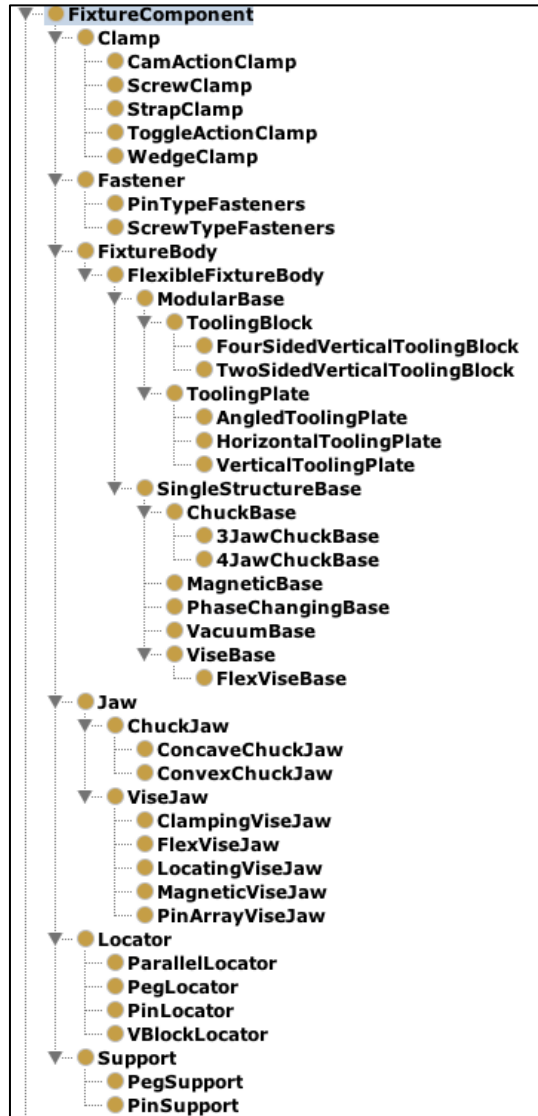 FixtureComponent
Clamp
CamActionClamp
ScrewClamp
StrapClamp
ToggleActionClamp
WedgeClamp
Fastener
PinTypeFasteners
ScrewTypeFasteners
FixtureBody
FlexibleFixtureBody
ModularBase
ToolingBlock
FourSidedVerticalToolingBlock
TwoSidedVerticalToolingBlock
ToolingPlate
AngledToolingPlate
HorizontalToolingPlate
VerticalToolingPlate
SingleStructureBase
ChuckBase
3JawChuckBase
4JawChuckBase
MagneticBase
PhaseChangingBase
VacuumBase
ViseBase
FlexViseBase
Jaw
ChuckJaw
ConcaveChuckJaw
ConvexChuckJaw
ViseJaw
ClampingViseJaw
FlexViseJaw
LocatingViseJaw
MagneticViseJaw
PinArrayViseJaw
Locator
ParallelLocator
PegLocator
PinLocator
VBlockLocator
Support
PegSupport
PinSupport